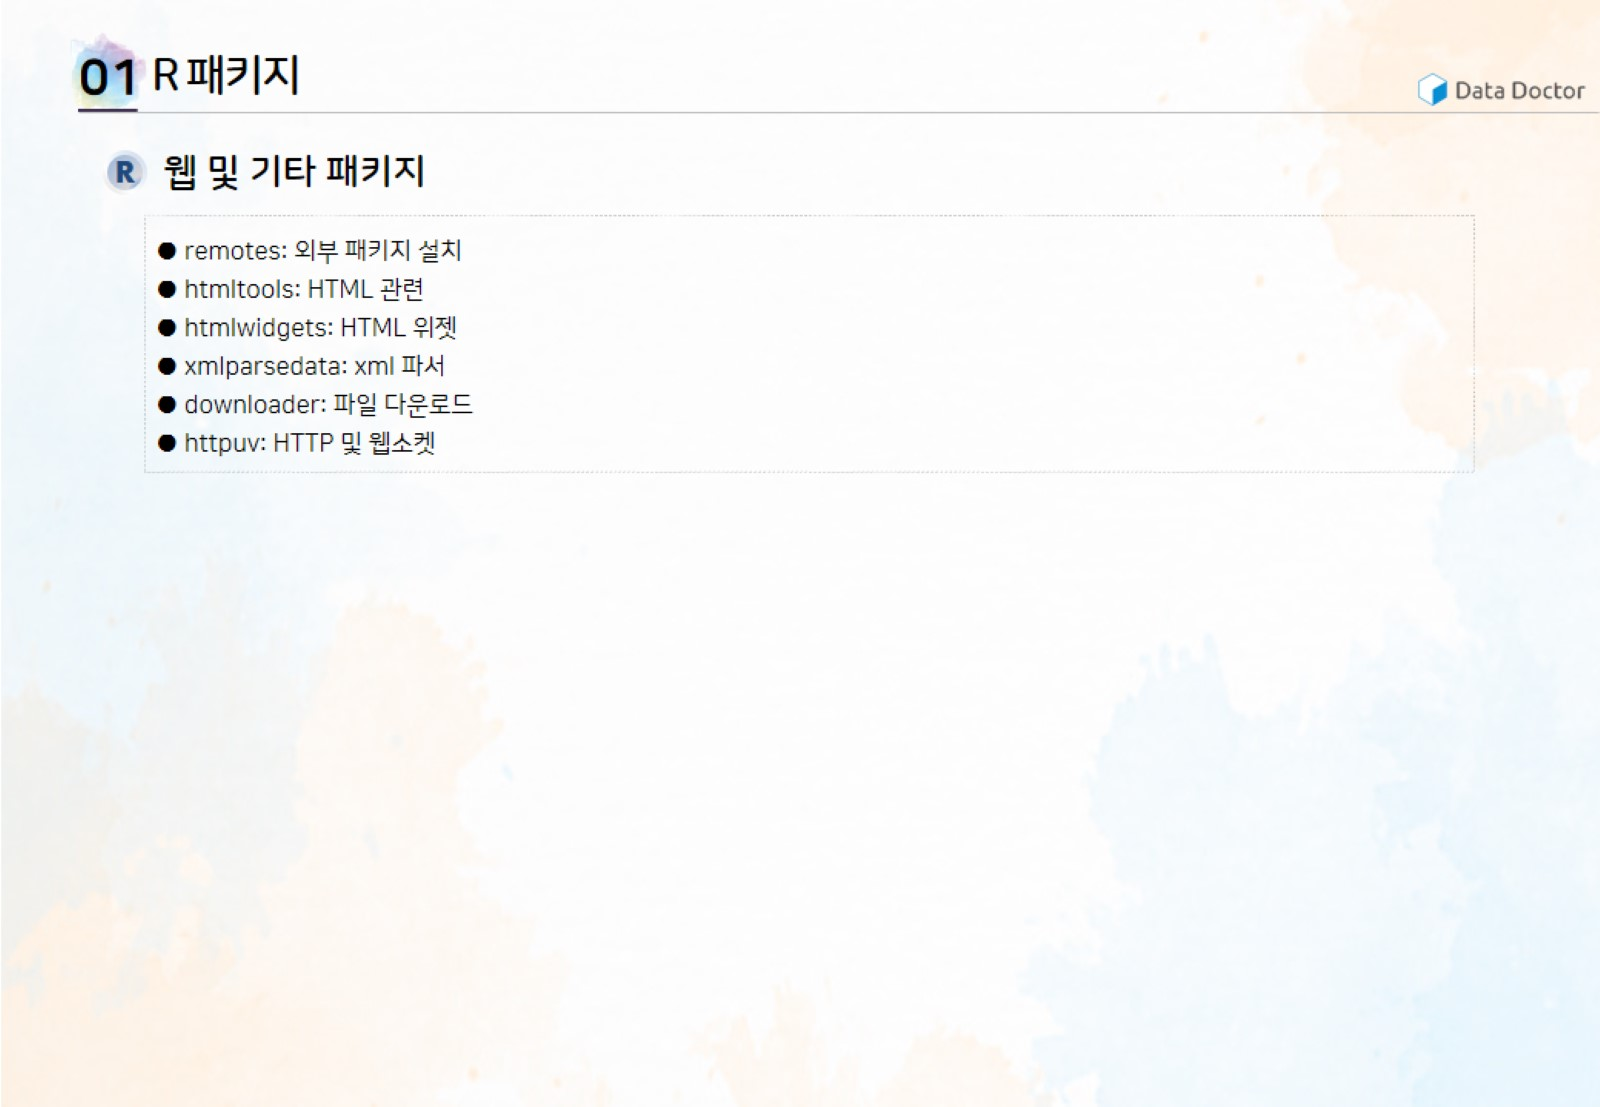 01 R 패키지
Data Doctor
R 웹 및 기타 패키지
● remotes: 외부 패키지 설치
● htmltools: HTML 관련
● htmlwidgets: HTML 위젯
● xmlparsedata: xml 파서
● downloader: 파일 다운로드
● httpuv: HTTP 및 웹소켓